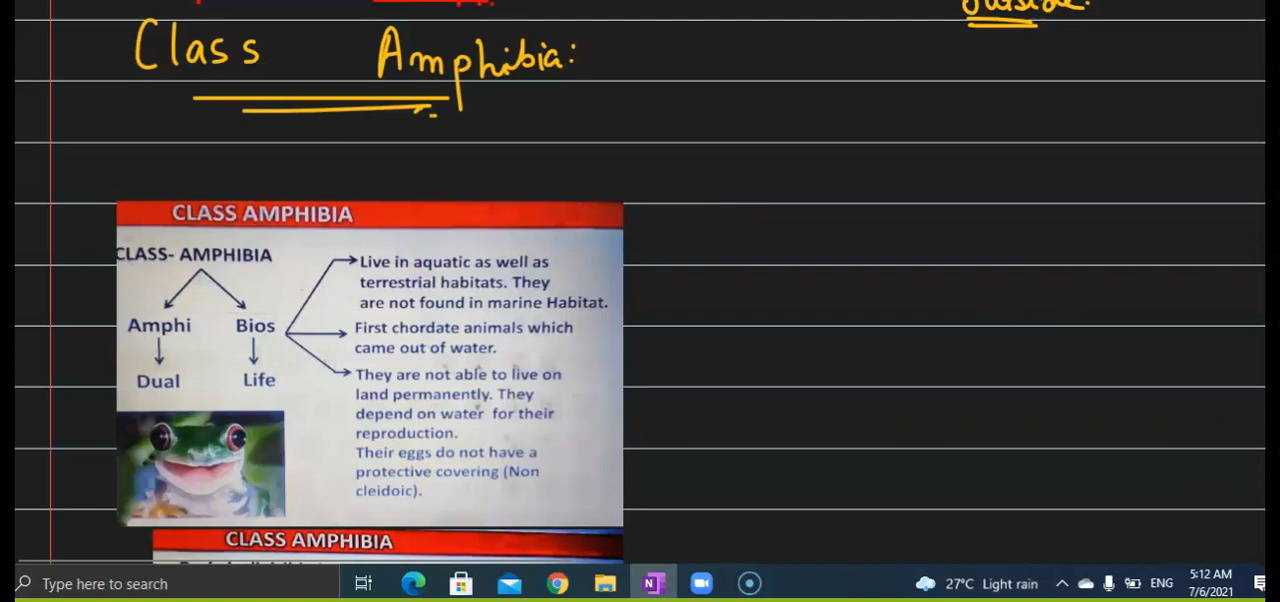 outside.
Class Amphibia:
CLASS AMPHIBIA
CLASS- AMPHIBIA
Amphi Bios
Dual Life
Live in aquatic as well as
terrestrial habitats. They
are not found in marine Habitat.
First chordate animals which
came out of water.
They are not able to live on
land permanently. They
depend on water for their
reproduction.
Their eggs do not have a
protective covering (Non
cleidoic).
CLASS AMPHIBIA
Type here to search
27°C Light rain
ENG
5:12 AM
7/6/2021